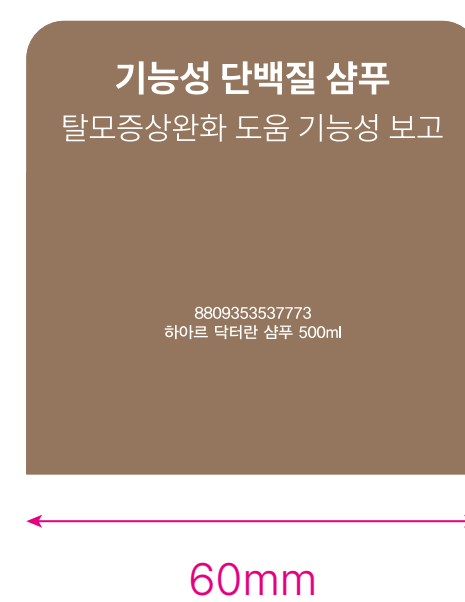 기능성 단백질 샴푸
탈모증상완화 도움 기능성 보고
8809353537773
하아르 닥터란 샴푸 500ml
60mm